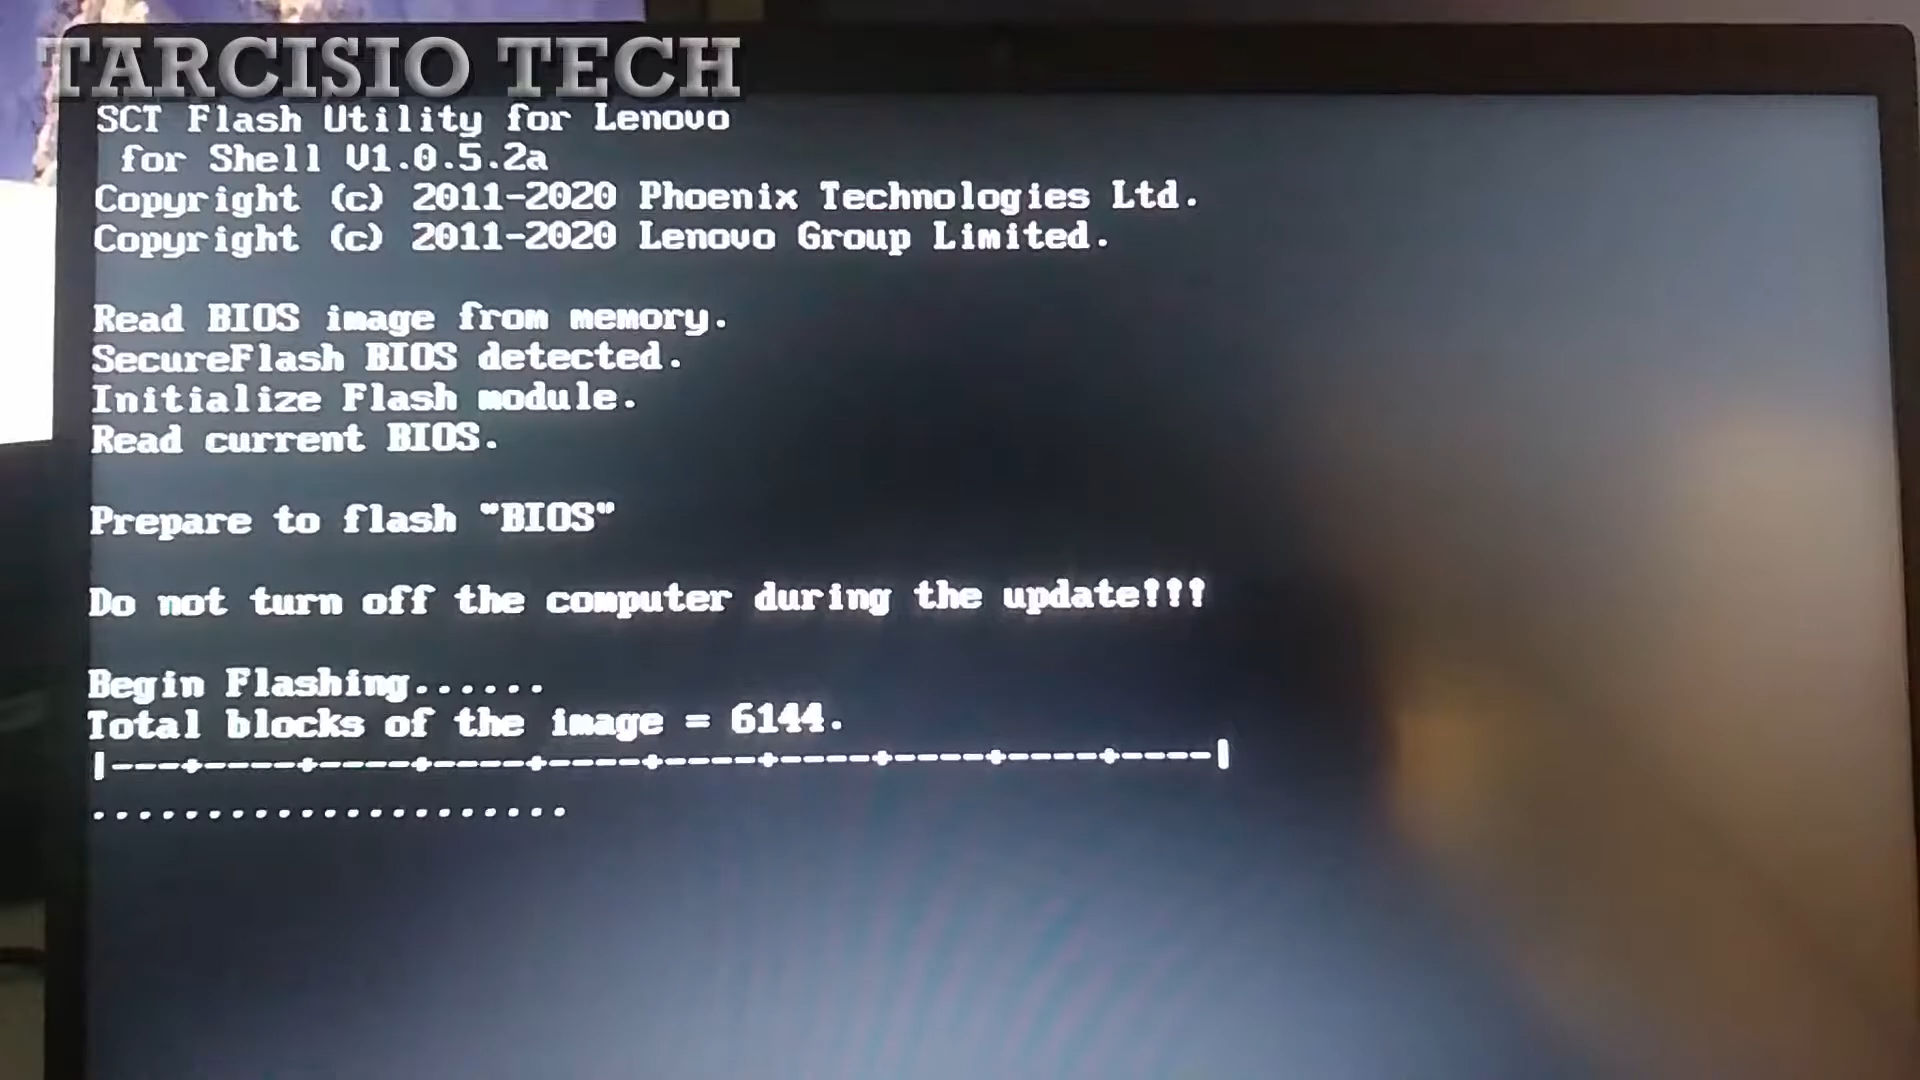 TARCISIO TECH
SCT Flash Utility for Lenovo
for Shell V1.0.5.2a
Copyright (c) 2011-2020 Phoenix Technologies Ltd.
Copyright (c) 2011-2020 Lenovo Group Limited.
Read BIOS image from memory.
SecureFlash BIOS detected.
Initialize Flash module.
Read current BIOS.
Prepare to flash "BIOS"
Do not turn off the computer during the update!!!
Begin Flashing......
Total blocks of the image = 6144.
|---+----+----+----+----+----+----+----+----+----|
.....................